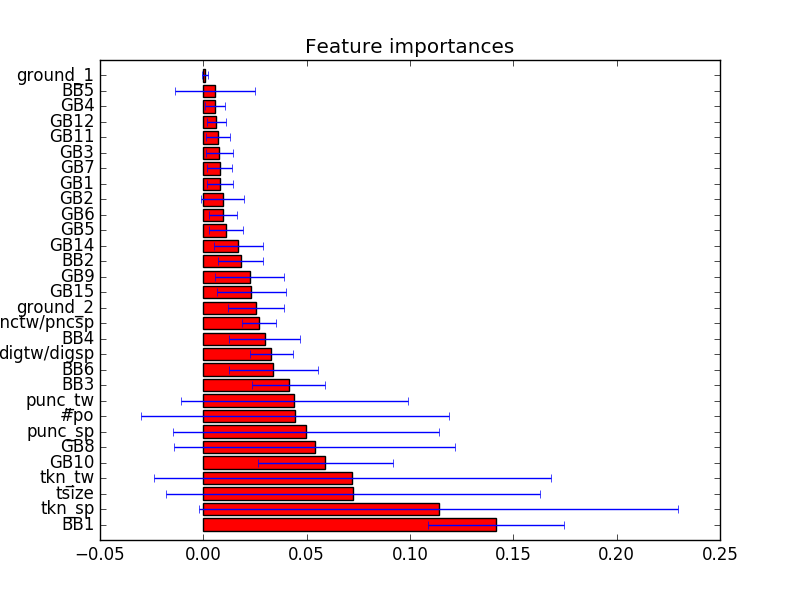 Feature importances
ground_1
BB5
GB4
GB12
GB11
GB3
GB7
GB1
GB2
GB6
GB5
GB14
BB2
GB9
GB15
ground_2
nctw/pncsp
BB4
digtw/digsp
BB6
BB3
punc_tw
#po
punc_sp
GB8
GB10
tkn_tw
tsize
tkn_sp
BB1
−0.05 0.00 0.05 0.10 0.15 0.20 0.25